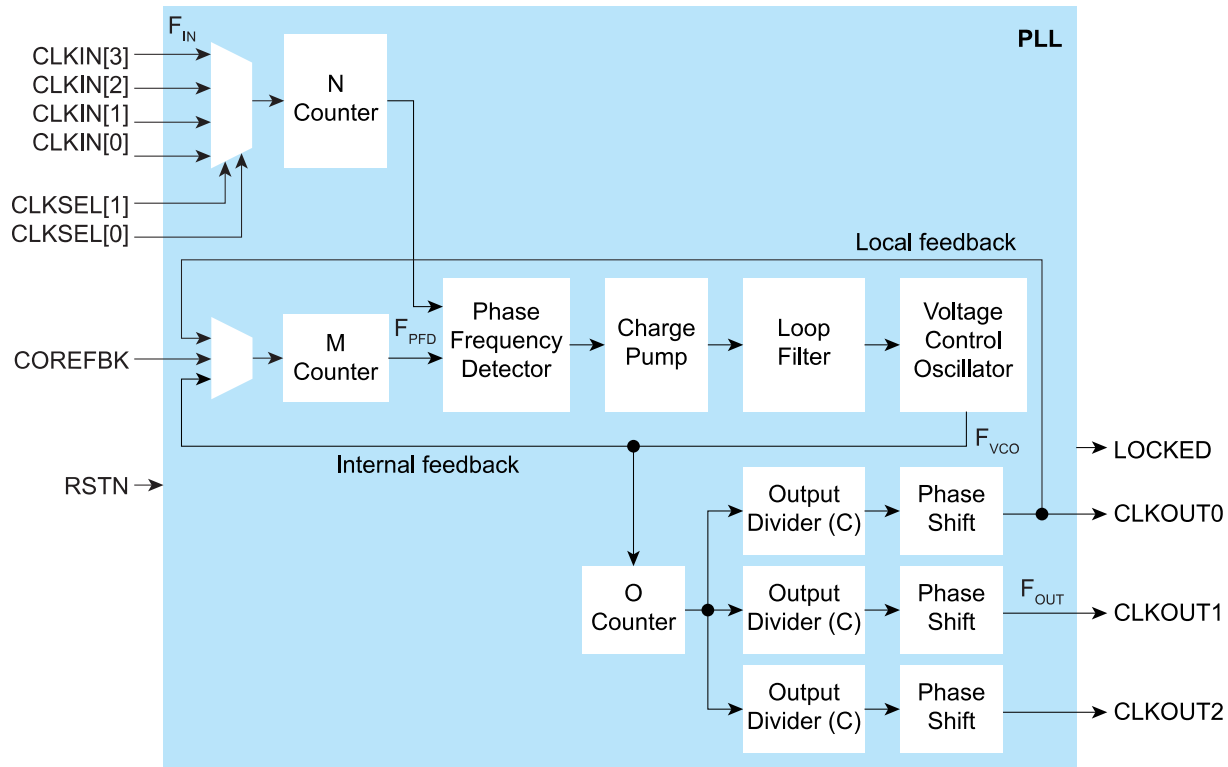 PLL
F_IN
CLKIN[3]
CLKIN[2]
CLKIN[1]
CLKIN[0]
CLKSEL[1]
CLKSEL[0]
N
Counter
Local feedback
COREFBK
M
Counter
F_PFD
Phase
Frequency
Detector
Charge
Pump
Loop
Filter
Voltage
Control
Oscillator
F_VCO
Internal feedback
RSTN
LOCKED
Output
Divider (C)
Phase
Shift
CLKOUT0
O
Counter
Output
Divider (C)
Phase
Shift
F_OUT
CLKOUT1
Output
Divider (C)
Phase
Shift
CLKOUT2